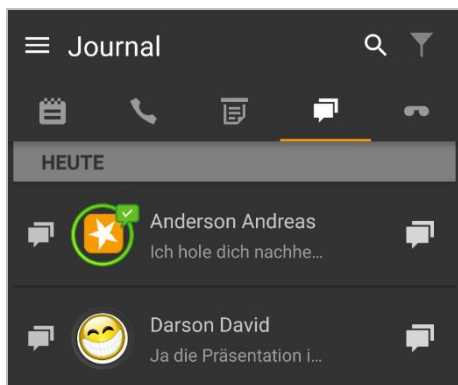 Journal
HEUTE
Anderson Andreas
Ich hole dich nachhe...
Darson David
Ja die Präsentation i...